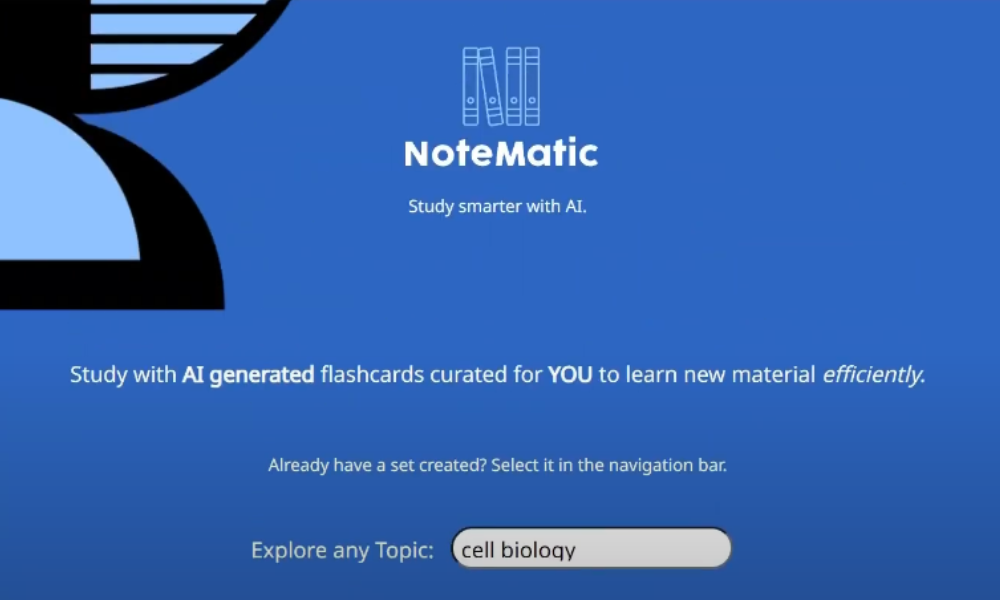 NoteMatic
Study smarter with AI.
Study with AI generated flashcards curated for YOU to learn new material efficiently.
Already have a set created? Select it in the navigation bar.
Explore any Topic: cell biology